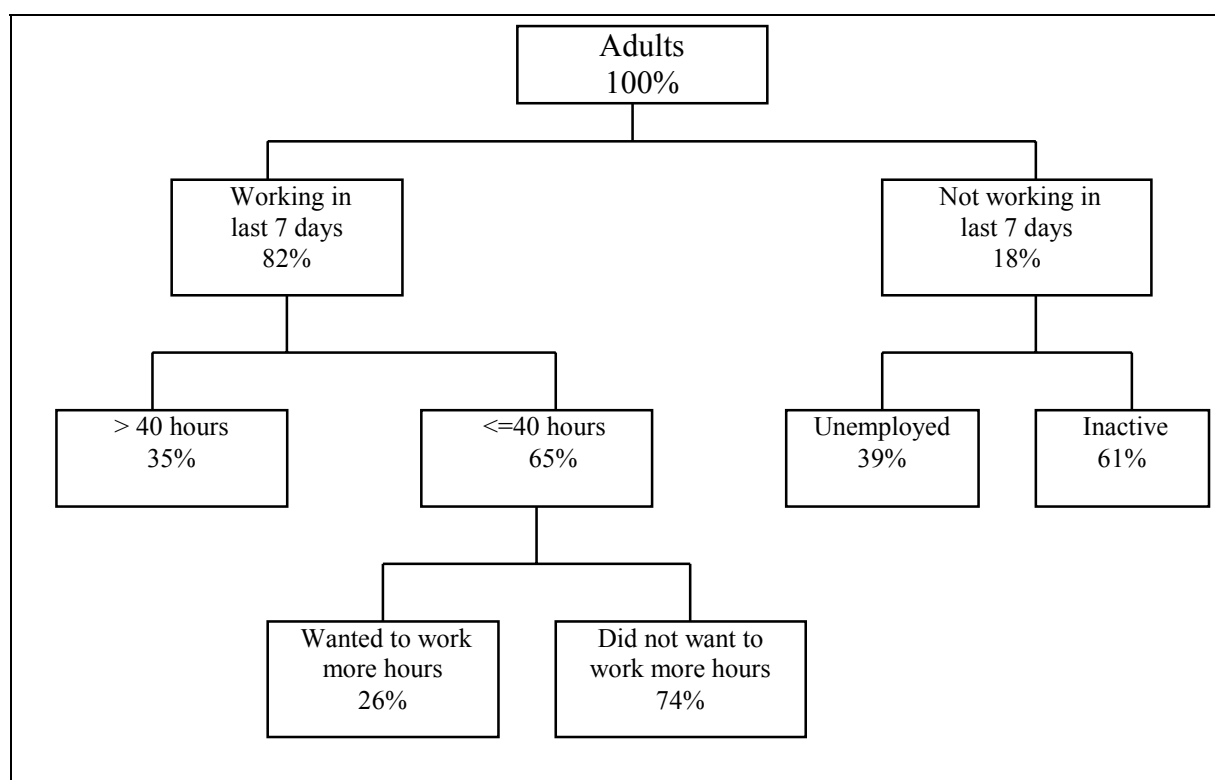 Adults
100%
Working in
last 7 days
82%
Not working in
last 7 days
18%
> 40 hours
35%
<=40 hours
65%
Unemployed
39%
Inactive
61%
Wanted to work
more hours
26%
Did not want to
work more hours
74%